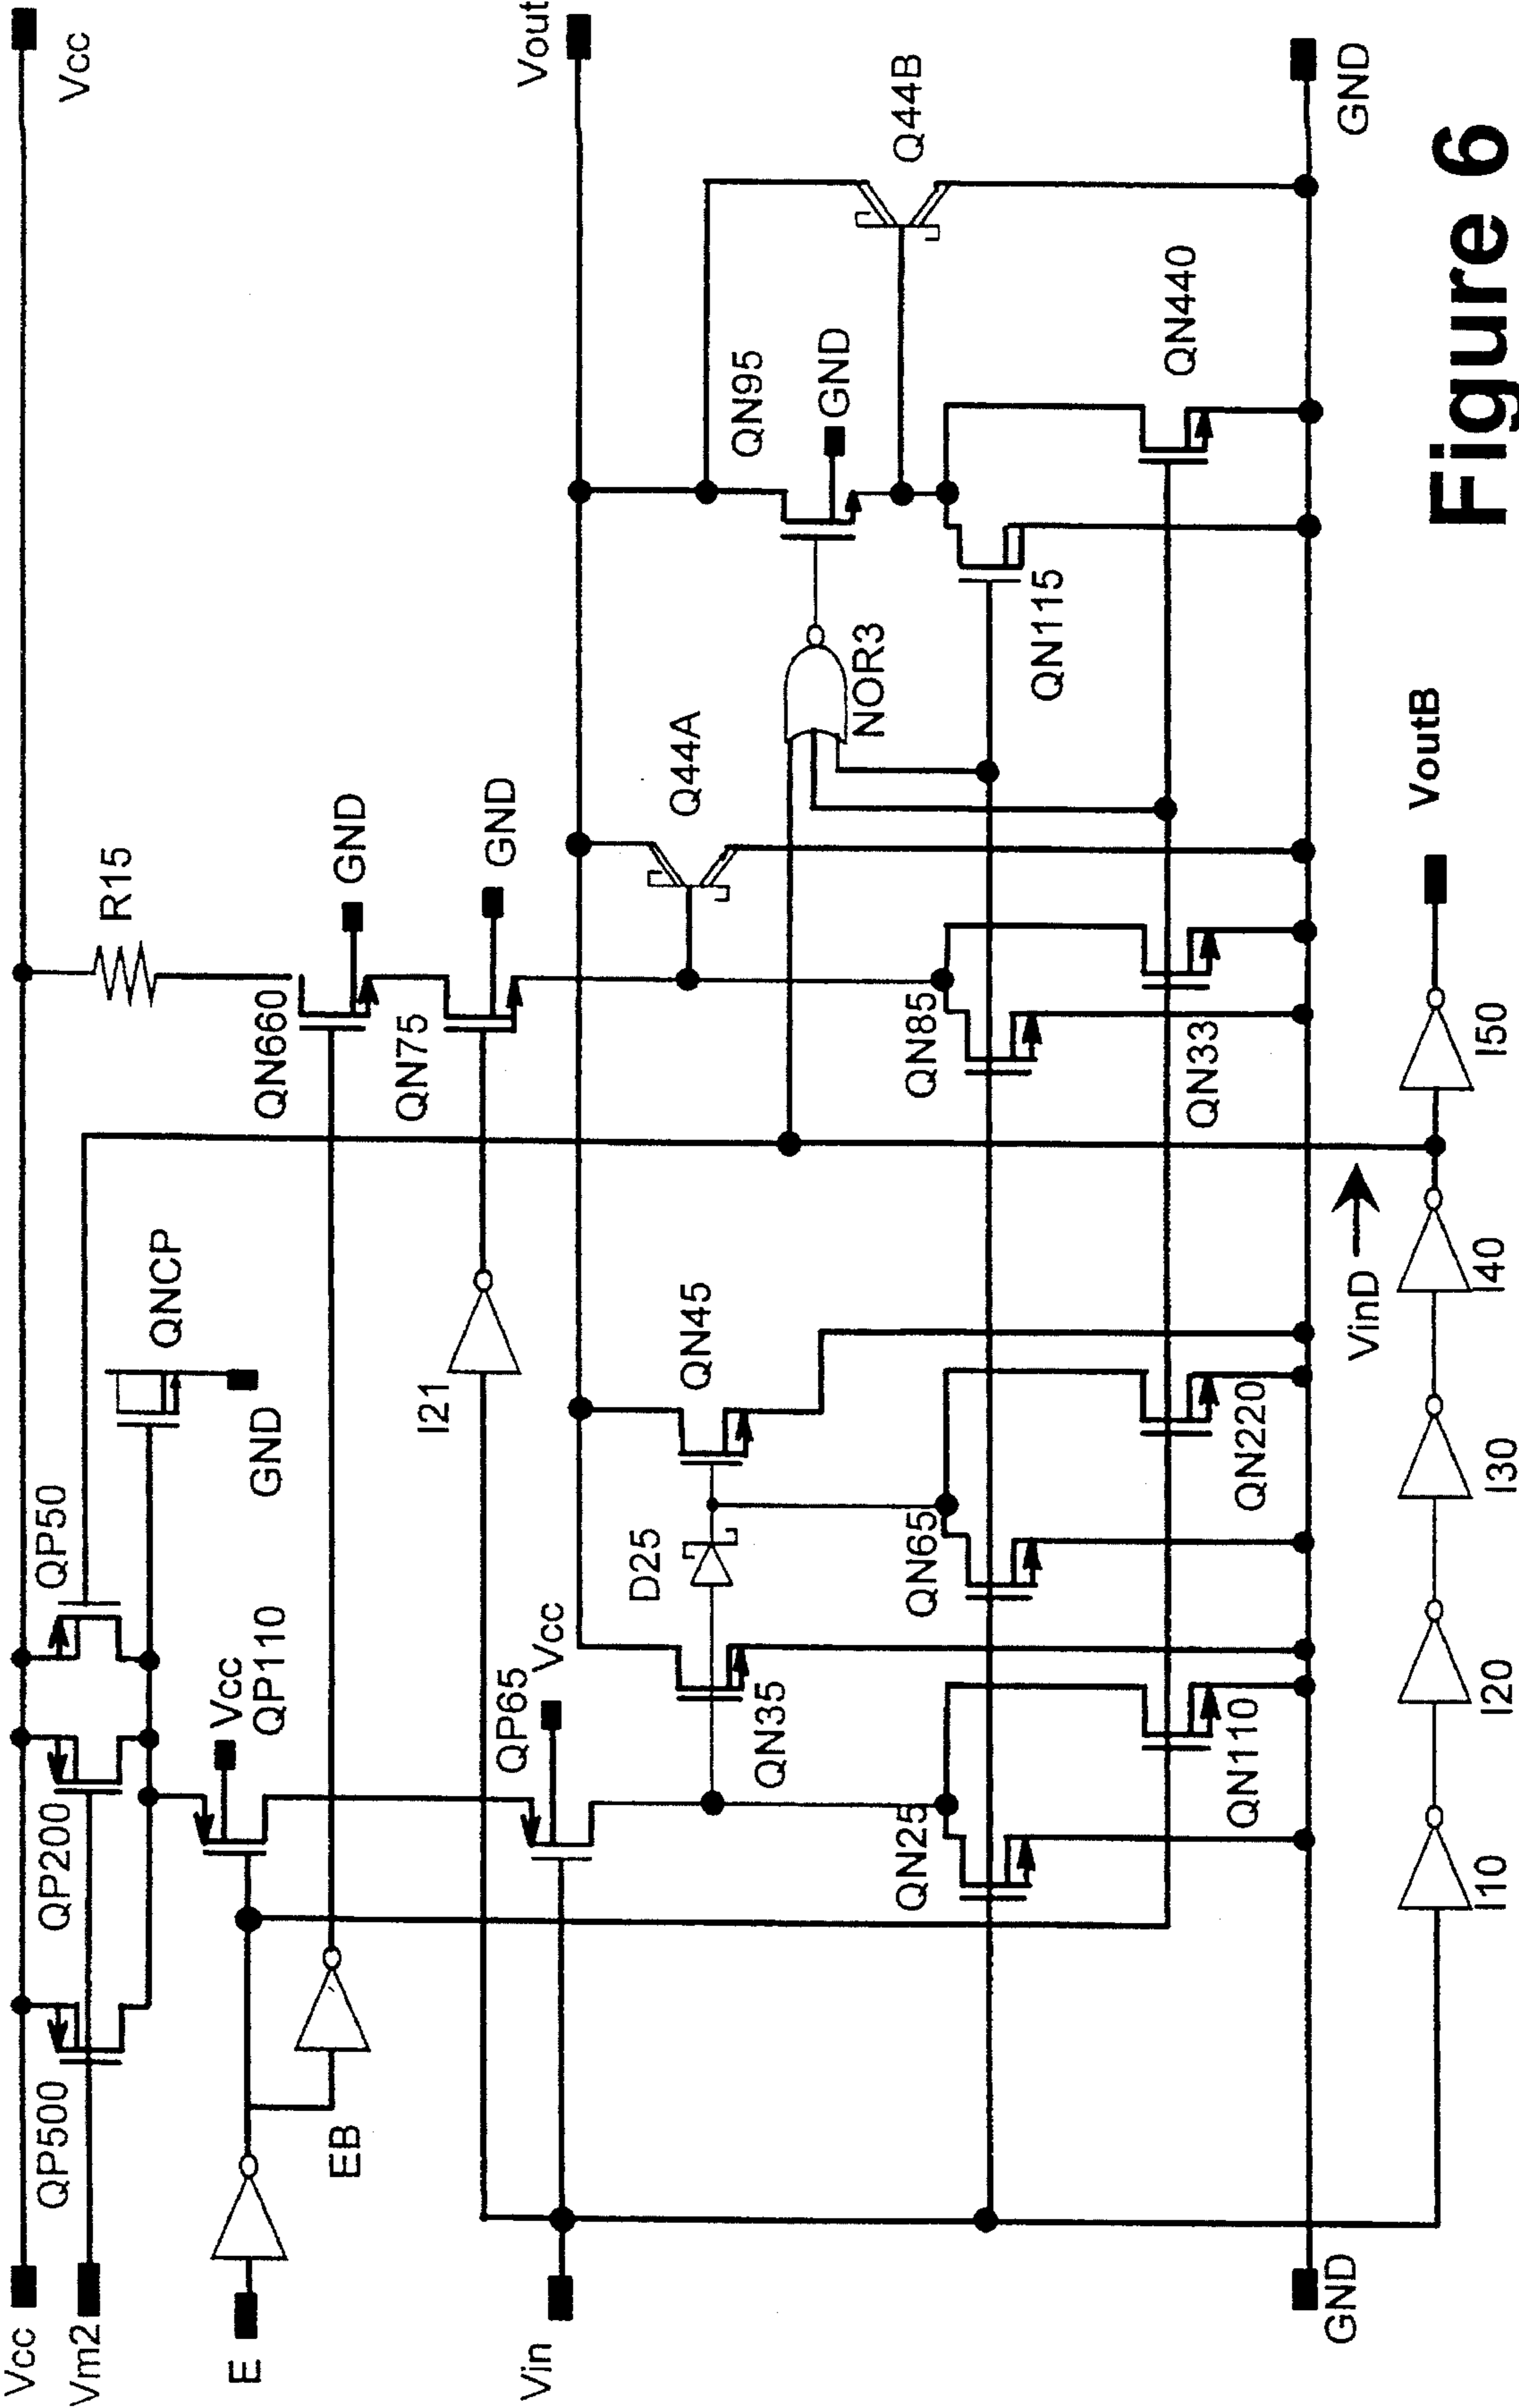 Vcc
Vcc
Vm2
QP500
QP200
QP50
QNCP
GND
R15
E
EB
Vcc
QP110
QN660
GND
QN75
GND
I21
Vin
QP65
Vcc
Vout
D25
QN45
Q44A
QN95
GND
Q44B
QN35
NOR3
QN25
QN65
QN85
QN115
QN110
QN220
QN33
QN440
GND
GND
VinD
VoutB
I10
I20
I30
I40
I50
Figure 6